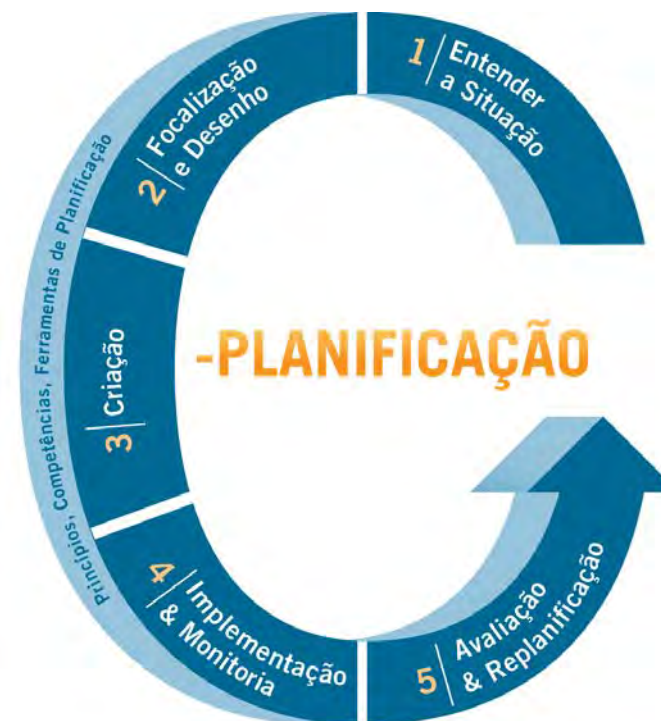 1 Entender
a Situação
2 Focalização
e Desenho
3 Criação
4 Implementação
& Monitoria
5 Avaliação
& Replanificação
-PLANIFICAÇÃO
Princípios, Competências, Ferramentas de Planificação